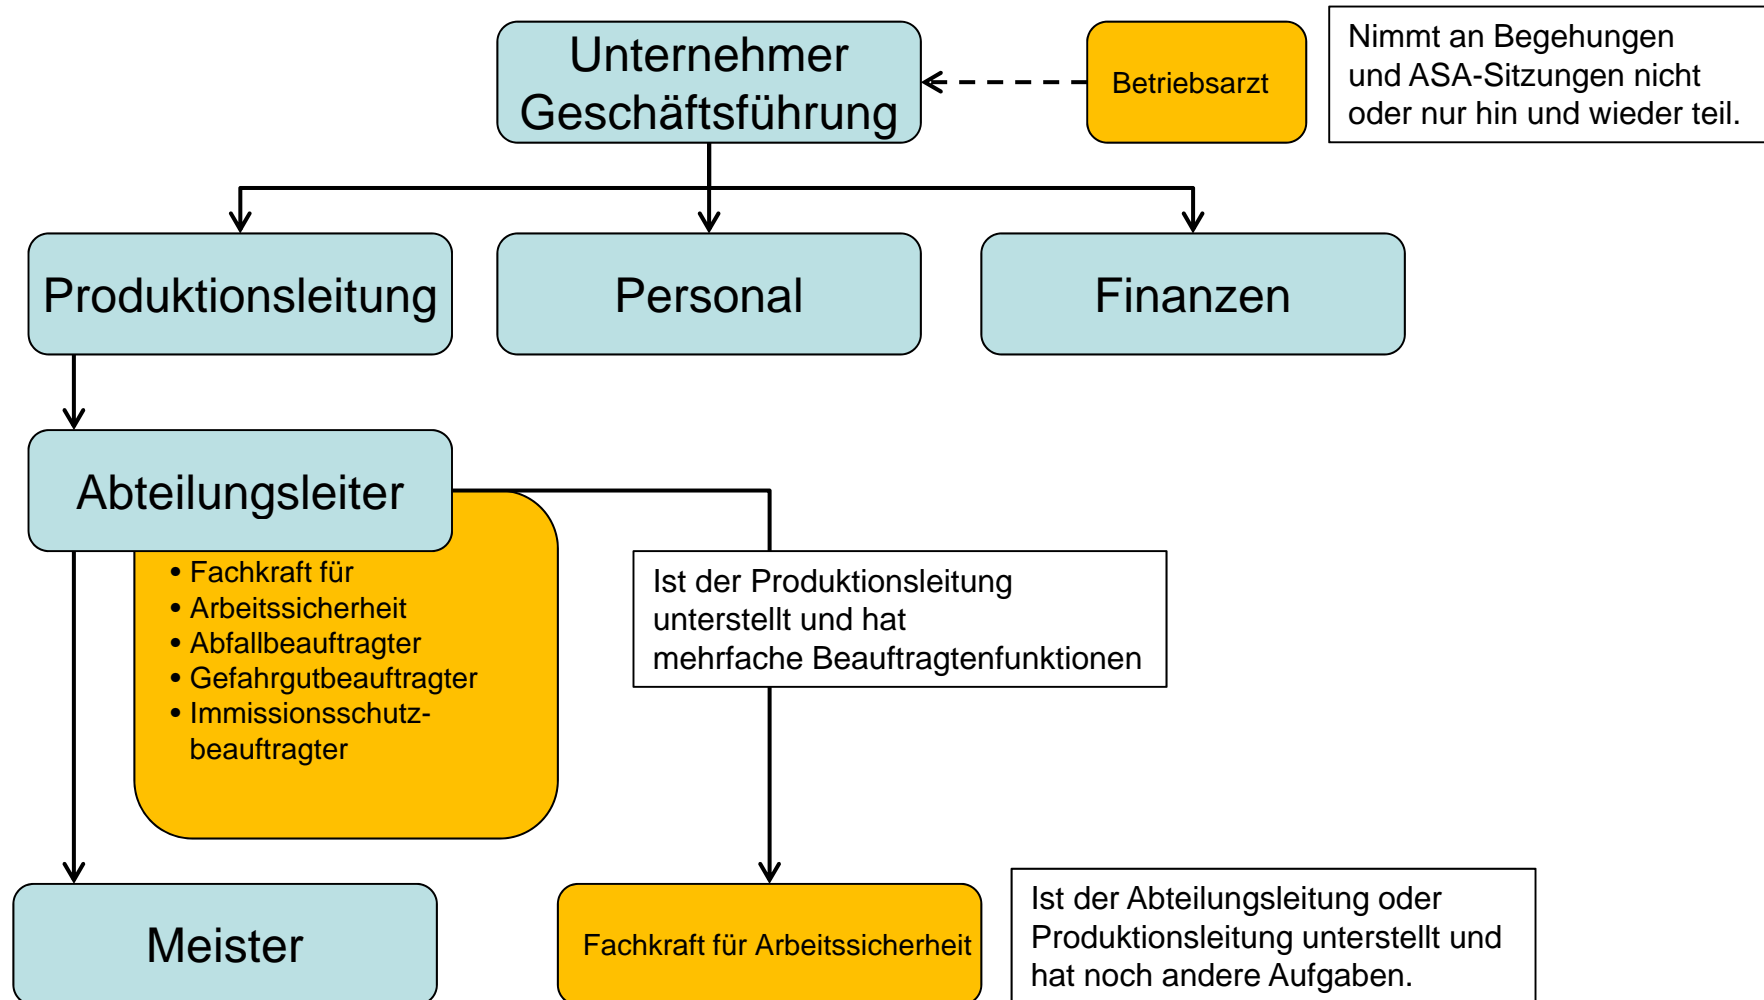 Unternehmer
Geschäftsführung
Betriebsarzt
Nimmt an Begehungen
und ASA-Sitzungen nicht
oder nur hin und wieder teil.
Produktionsleitung
Personal
Finanzen
Abteilungsleiter
• Fachkraft für
• Arbeitssicherheit
• Abfallbeauftragter
• Gefahrgutbeauftragter
• Immissionsschutz-
beauftragter
Ist der Produktionsleitung
unterstellt und hat
mehrfache Beauftragtenfunktionen
Meister
Fachkraft für Arbeitssicherheit
Ist der Abteilungsleitung oder
Produktionsleitung unterstellt und
hat noch andere Aufgaben.